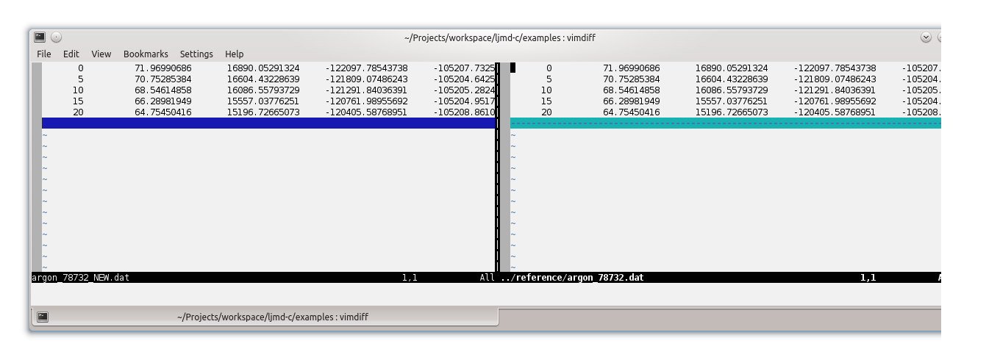 ~/Projects/workspace/ljmd-c/examples : vimdiff
File Edit View Bookmarks Settings Help
0 71.96990686 16890.05291324 -122097.78543738 -105207.7325 0 71.96990686 16890.05291324 -122097.78543738 -105207.
5 70.75285384 16604.43228639 -121809.07486243 -105204.6425 5 70.75285384 16604.43228639 -121809.07486243 -105204.
10 68.54614858 16086.55793729 -121291.84036391 -105205.2824 10 68.54614858 16086.55793729 -121291.84036391 -105205.
15 66.28981949 15557.03776251 -120761.98955692 -105204.9517 15 66.28981949 15557.03776251 -120761.98955692 -105204.
20 64.75450416 15196.72665073 -120405.58768951 -105208.8610 20 64.75450416 15196.72665073 -120405.58768951 -105208.
~ ~
~ ~
~ ~
~ ~
~ ~
~ ~
~ ~
~ ~
~ ~
~ ~
~ ~
~ ~
~ ~
argon_78732_NEW.dat 1,1 All ../reference/argon_78732.dat 1,1 A
~/Projects/workspace/ljmd-c/examples : vimdiff